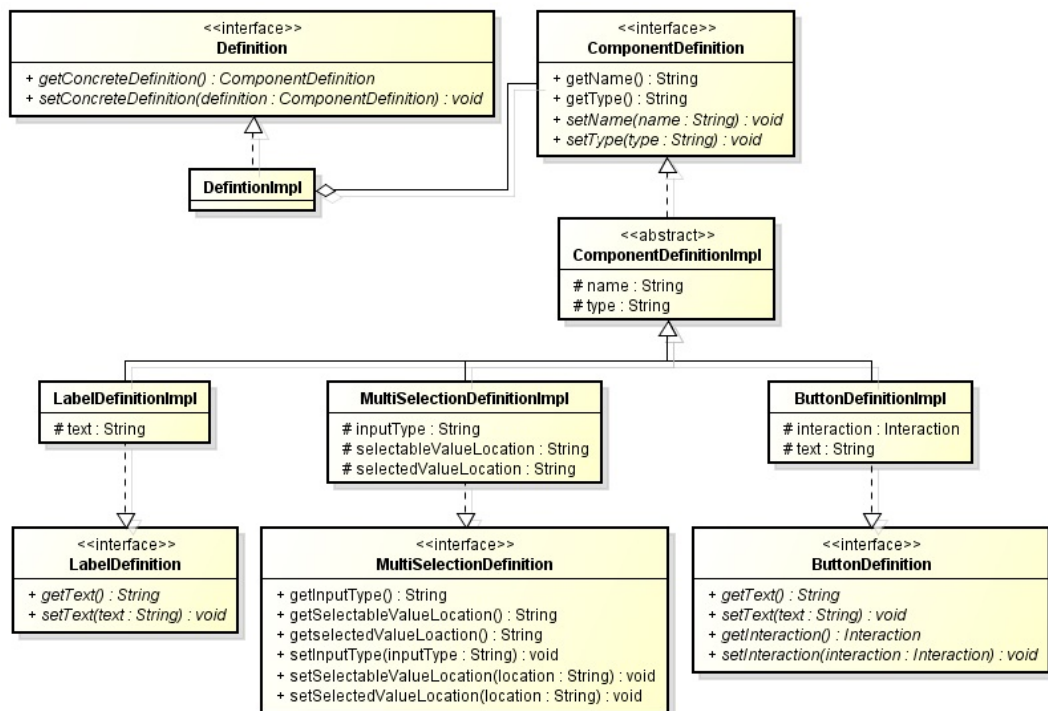 <<interface>>
Definition
+ getConcreteDefinition() : ComponentDefinition
+ setConcreteDefinition(definition : ComponentDefinition) : void
<<interface>>
ComponentDefinition
+ getName() : String
+ getType() : String
+ setName(name : String) : void
+ setType(type : String) : void
DefintionImpl
<<abstract>>
ComponentDefinitionImpl
# name : String
# type : String
LabelDefinitionImpl
# text : String
MultiSelectionDefinitionImpl
# inputType : String
# selectableValueLocation : String
# selectedValueLocation : String
ButtonDefinitionImpl
# interaction : Interaction
# text : String
<<interface>>
LabelDefinition
+ getText() : String
+ setText(text : String) : void
<<interface>>
MultiSelectionDefinition
+ getInputType() : String
+ getSelectableValueLocation() : String
+ getselectedValueLoaction() : String
+ setInputType(inputType : String) : void
+ setSelectableValueLocation(location : String) : void
+ setSelectedValueLocation(location : String) : void
<<interface>>
ButtonDefinition
+ getText() : String
+ setText(text : String) : void
+ getInteraction() : Interaction
+ setInteraction(interaction : Interaction) : void